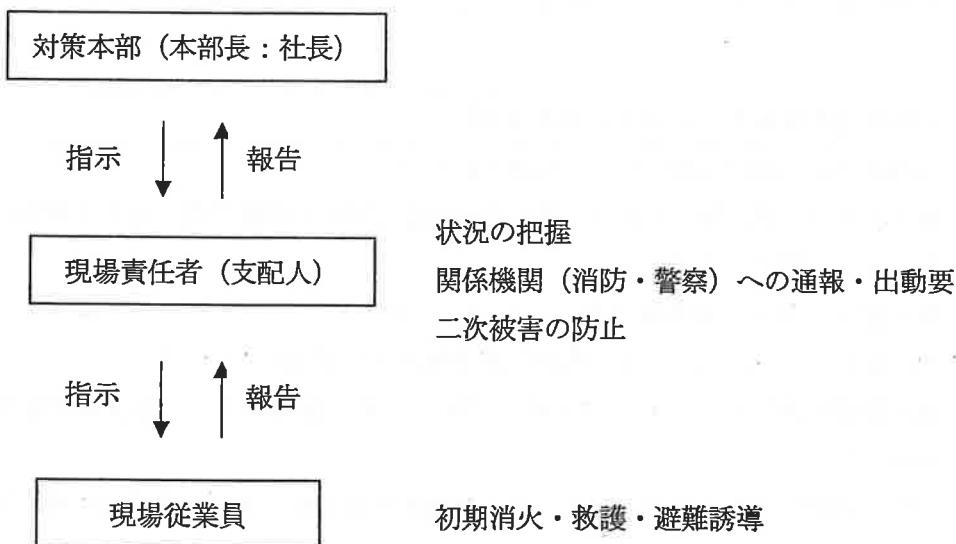 対策本部（本部長：社長）
指示 報告
現場責任者（支配人）
状況の把握
関係機関（消防・警察）への通報・出動要
二次被害の防止
指示 報告
現場従業員
初期消火・救護・避難誘導